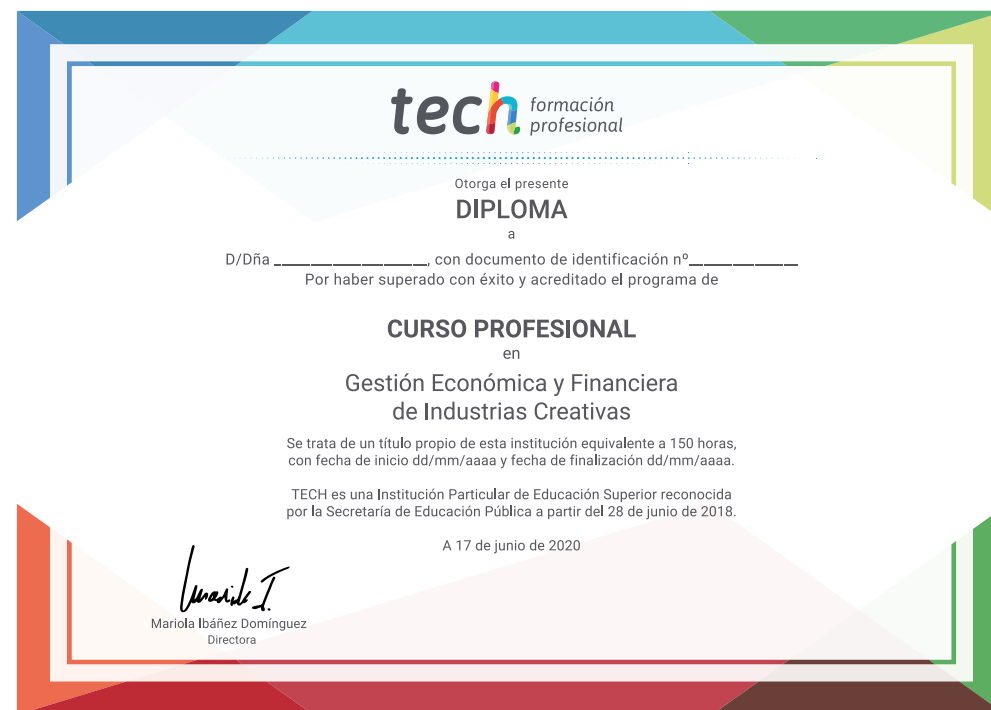 tech formación
profesional
Otorga el presente
DIPLOMA
a
D/Dña ____________________, con documento de identificación nº______________
Por haber superado con éxito y acreditado el programa de
CURSO PROFESIONAL
en
Gestión Económica y Financiera
de Industrias Creativas
Se trata de un título propio de esta institución equivalente a 150 horas,
con fecha de inicio dd/mm/aaaa y fecha de finalización dd/mm/aaaa.
TECH es una Institución Particular de Educación Superior reconocida
por la Secretaría de Educación Pública a partir del 28 de junio de 2018.
A 17 de junio de 2020
Mariola I.
Mariola Ibáñez Domínguez
Directora